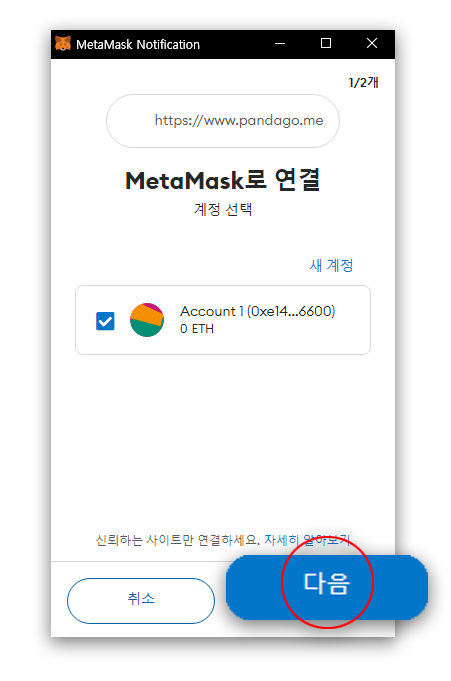 MetaMask Notification
1/2개
https://www.pandago.me
MetaMask로 연결
계정 선택
새 계정
Account 1 (0xe14...6600)
0 ETH
신뢰하는 사이트만 연결하세요. 자세히 알아보기
취소
다음